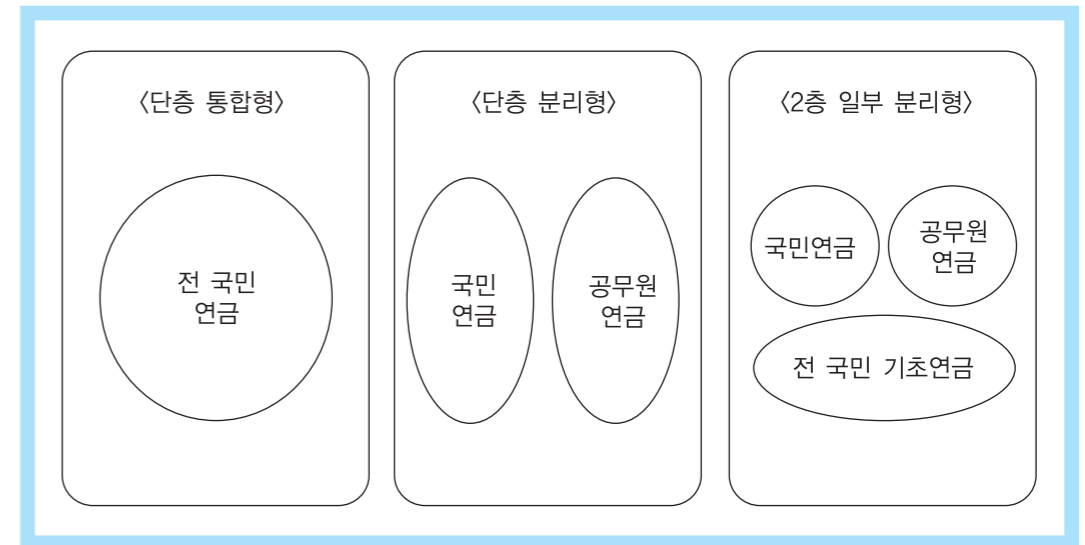 〈단층 통합형〉
전 국민
연금
〈단층 분리형〉
국민
연금
공무원
연금
〈2층 일부 분리형〉
국민연금
공무원
연금
전 국민 기초연금